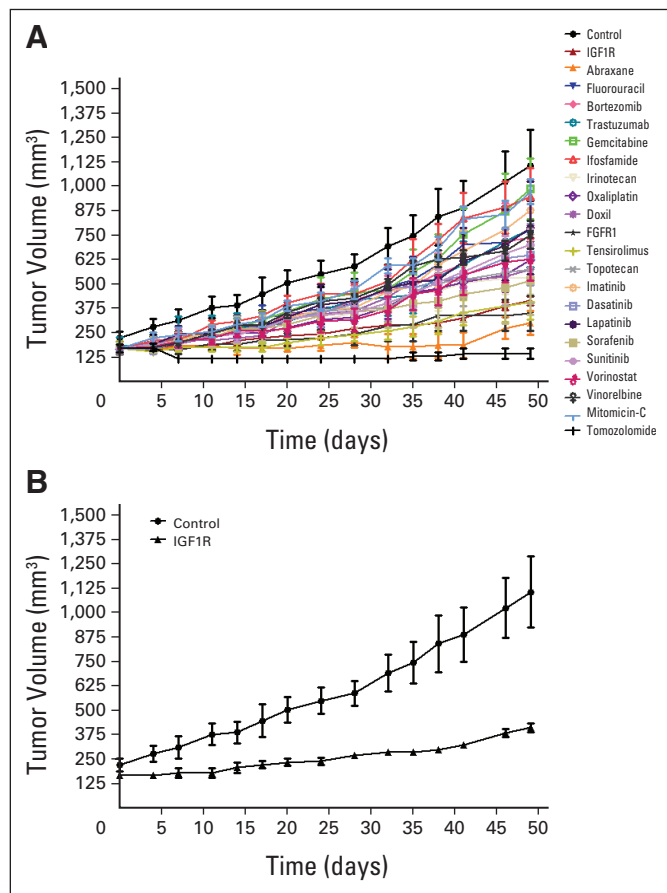 A
Tumor Volume (mm³)
1,500
1,375
1,250
1,125
1,000
875
750
625
500
375
250
125
0
5
10
15
20
25
30
35
40
45
50
Time (days)
Control
IGF1R
Abraxane
Fluorouracil
Bortezomib
Trastuzumab
Gemcitabine
Ifosfamide
Irinotecan
Oxaliplatin
Doxil
FGFR1
Tensirolimus
Topotecan
Imatinib
Dasatinib
Lapatinib
Sorafenib
Sunitinib
Vorinostat
Vinorelbine
Mitomicin-C
Tomozolomide
B
Tumor Volume (mm³)
1,500
1,375
1,250
1,125
1,000
875
750
625
500
375
250
125
0
5
10
15
20
25
30
35
40
45
50
Time (days)
Control
IGF1R